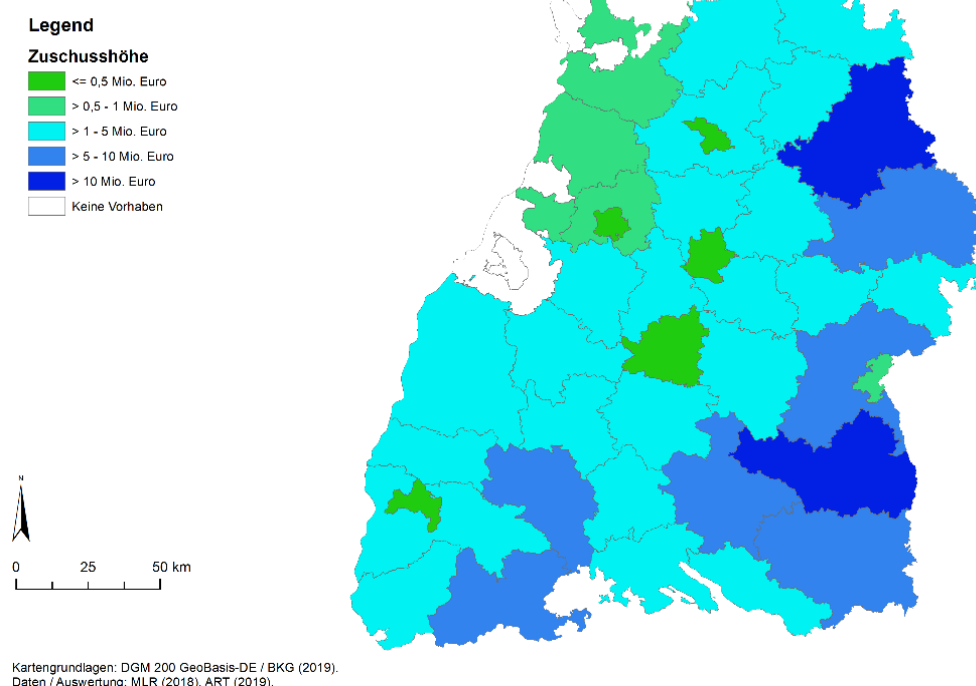 Legend
Zuschusshöhe
<= 0,5 Mio. Euro
> 0,5 - 1 Mio. Euro
> 1 - 5 Mio. Euro
> 5 - 10 Mio. Euro
> 10 Mio. Euro
Keine Vorhaben
N
0 25 50 km
Kartengrundlagen: DGM 200 GeoBasis-DE / BKG (2019).
Daten / Auswertung: MLR (2018), ART (2019).